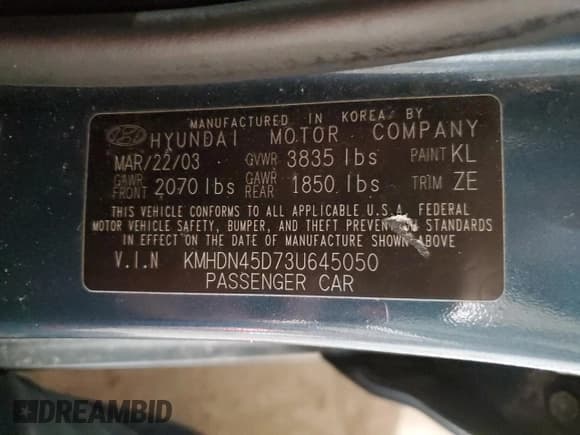 MANUFACTURED IN KOREA BY
HYUNDAI MOTOR COMPANY
MAR/22/03 GVWR 3835 lbs PAINT KL
GAWR FRONT 2070 lbs GAWR REAR 1850 lbs TRIM ZE
THIS VEHICLE CONFORMS TO ALL APPLICABLE U.S.A. FEDERAL
MOTOR VEHICLE SAFETY, BUMPER, AND THEFT PREVENTION STANDARDS
IN EFFECT ON THE DATE OF MANUFACTURE SHOWN ABOVE
V.I.N KMHDN45D73U645050
PASSENGER CAR
DREAMBID